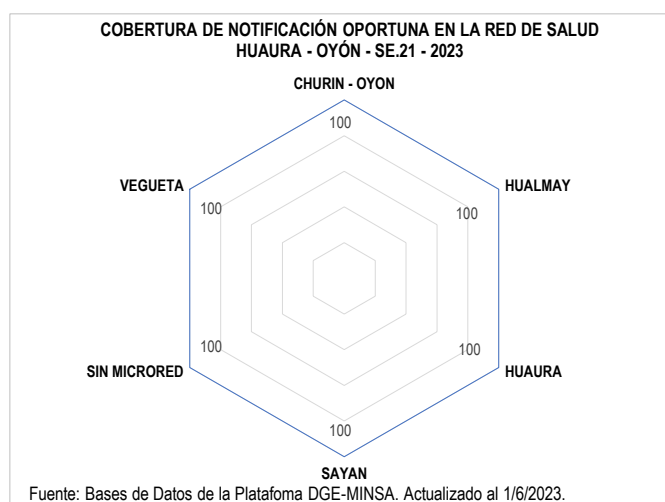 COBERTURA DE NOTIFICACIÓN OPORTUNA EN LA RED DE SALUD
HUAURA - OYÓN - SE.21 - 2023
CHURIN - OYON
100
VEGUETA
HUALMAY
100
100
100
100
SIN MICRORED
HUAURA
100
SAYAN
Fuente: Bases de Datos de la Platafoma DGE-MINSA. Actualizado al 1/6/2023.